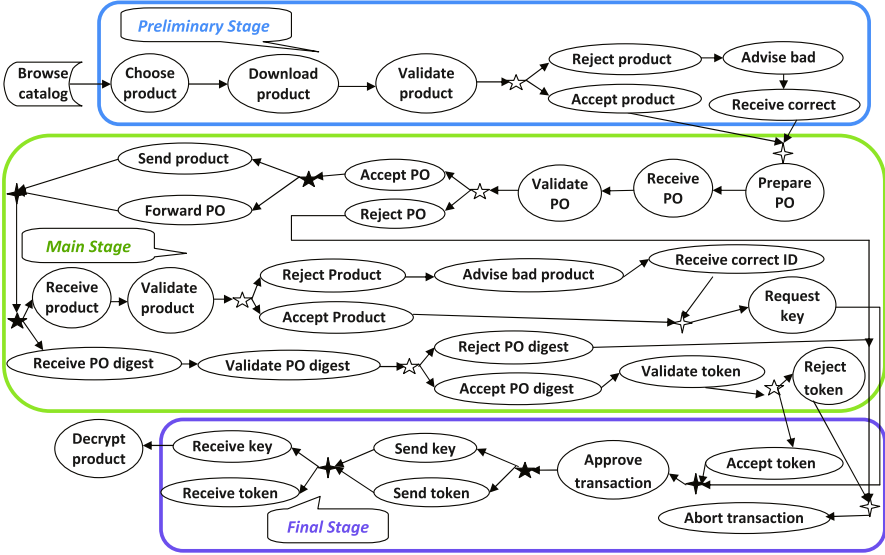 Preliminary Stage
Browse
catalog
Choose
product
Download
product
Validate
product
Reject product
Advise bad
Accept product
Receive correct
Send product
Accept PO
Validate
PO
Receive
PO
Prepare
PO
Forward PO
Reject PO
Main Stage
Receive
product
Validate
product
Reject Product
Advise bad product
Receive correct ID
Accept Product
Request
key
Receive PO digest
Validate PO digest
Reject PO digest
Accept PO digest
Validate token
Reject
token
Decrypt
product
Receive key
Send key
Approve
transaction
Accept token
Receive token
Send token
Abort transaction
Final Stage